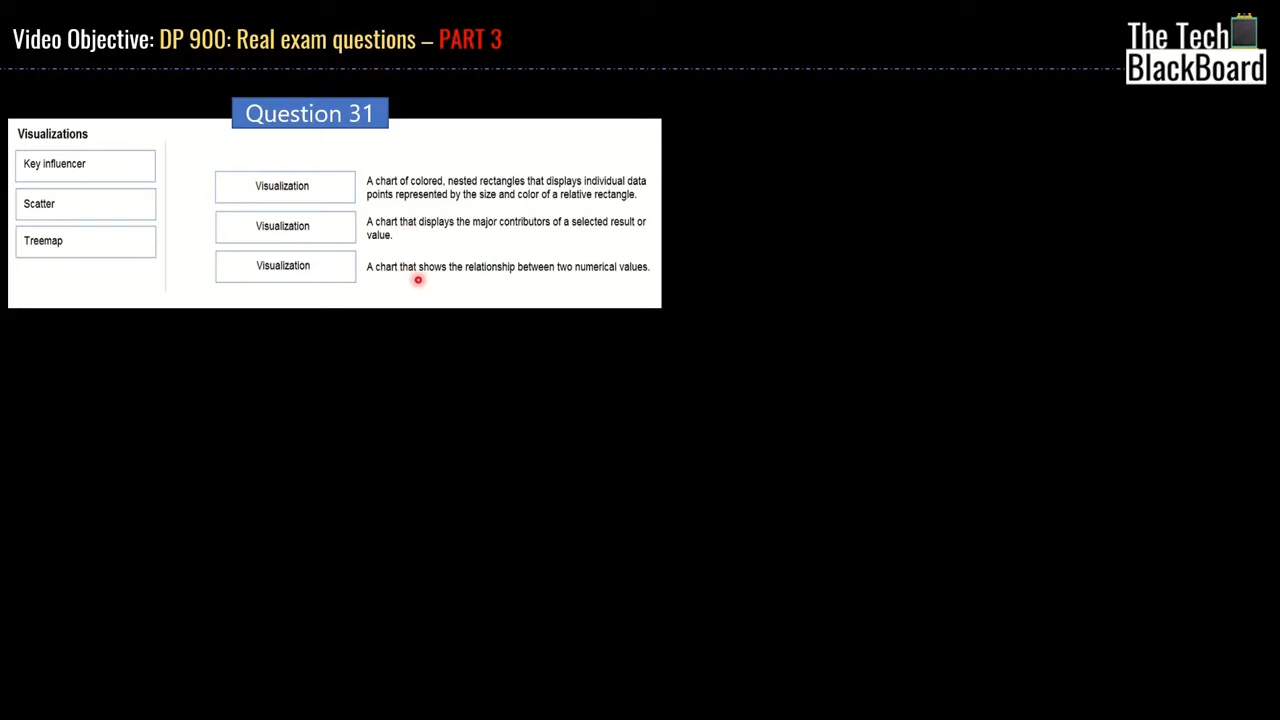 Video Objective: DP 900: Real exam questions – PART 3
The Tech
BlackBoard
Question 31
Visualizations
Key influencer
Scatter
Treemap
Visualization
A chart of colored, nested rectangles that displays individual data
points represented by the size and color of a relative rectangle.
Visualization
A chart that displays the major contributors of a selected result or
value.
Visualization
A chart that shows the relationship between two numerical values.